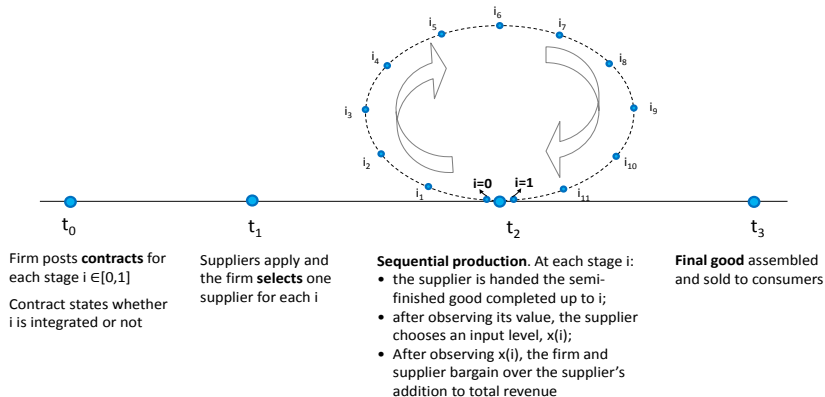 i₆
i₅
i₇
i₄
i₈
i₃
i₉
i₂
i₁₀
i=0
i=1
i₁
i₁₁
t₀
t₁
t₂
t₃
Firm posts contracts for
each stage i ∈[0,1]
Contract states whether
i is integrated or not
Suppliers apply and
the firm selects one
supplier for each i
Sequential production. At each stage i:
• the supplier is handed the semi-
finished good completed up to i;
• after observing its value, the supplier
chooses an input level, x(i);
• After observing x(i), the firm and
supplier bargain over the supplier’s
addition to total revenue
Final good assembled
and sold to consumers